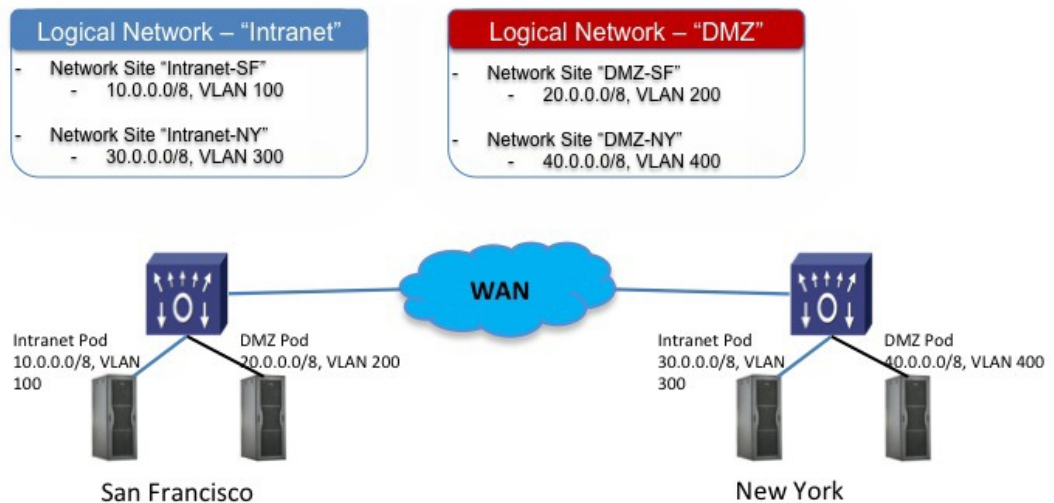 Logical Network – “Intranet”
- Network Site “Intranet-SF”
- 10.0.0.0/8, VLAN 100
- Network Site “Intranet-NY”
- 30.0.0.0/8, VLAN 300
Logical Network – “DMZ”
- Network Site “DMZ-SF”
- 20.0.0.0/8, VLAN 200
- Network Site “DMZ-NY”
- 40.0.0.0/8, VLAN 400
WAN
Intranet Pod
10.0.0.0/8, VLAN
100
DMZ Pod
20.0.0.0/8, VLAN 200
Intranet Pod
30.0.0.0/8, VLAN
300
DMZ Pod
40.0.0.0/8, VLAN 400
San Francisco
New York